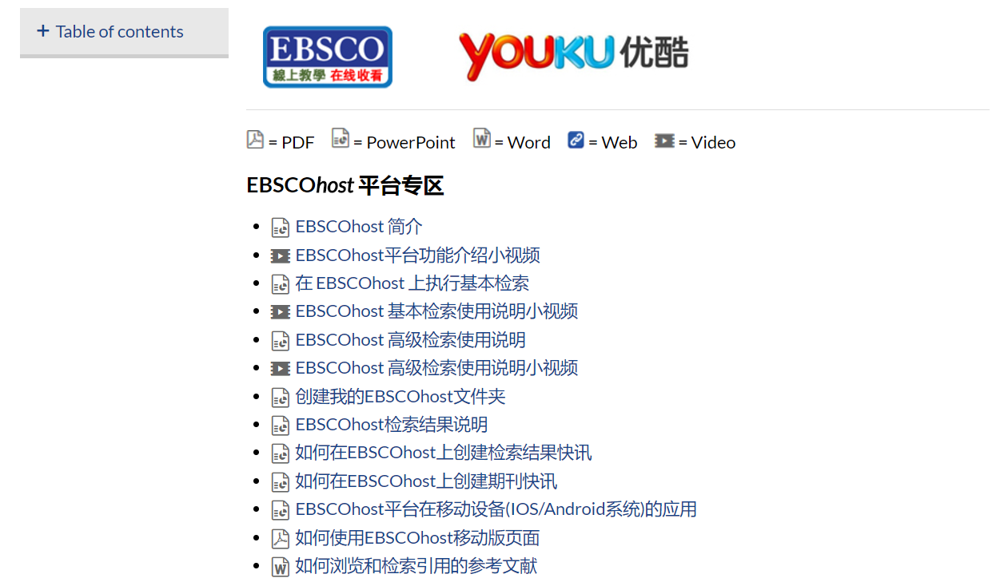 + Table of contents
EBSCO
線上教學 在线收看
YOUKU 优酷
= PDF = PowerPoint = Word = Web = Video
EBSCOhost 平台专区
EBSCOhost 简介
EBSCOhost平台功能介绍小视频
在 EBSCOhost 上执行基本检索
EBSCOhost 基本检索使用说明小视频
EBSCOhost 高级检索使用说明
EBSCOhost 高级检索使用说明小视频
创建我的EBSCOhost文件夹
EBSCOhost检索结果说明
如何在EBSCOhost上创建检索结果快讯
如何在EBSCOhost上创建期刊快讯
EBSCOhost平台在移动设备(IOS/Android系统)的应用
如何使用EBSCOhost移动版页面
如何浏览和检索引用的参考文献